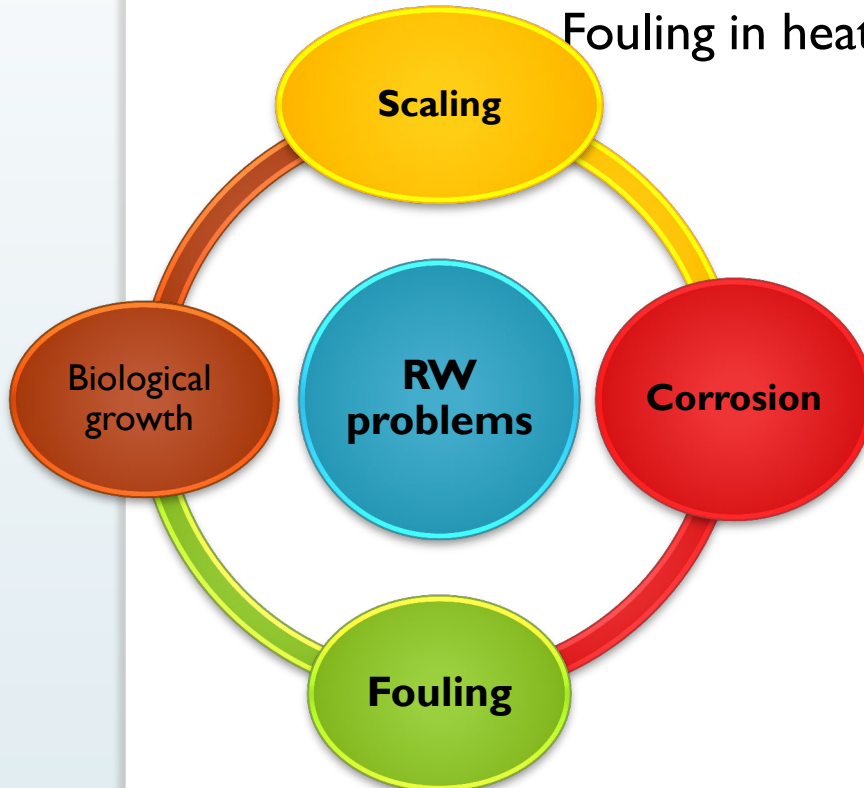 Fouling in heat
Scaling
Biological
growth
RW
problems
Corrosion
Fouling